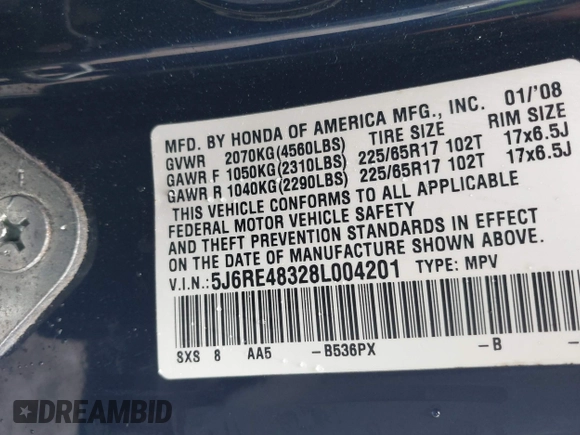 MFD. BY HONDA OF AMERICA MFG., INC. 01/'08
GVWR 2070KG(4560LBS) TIRE SIZE RIM SIZE
GAWR F 1050KG(2310LBS) 225/65R17 102T 17x6.5J
GAWR R 1040KG(2290LBS) 225/65R17 102T 17x6.5J
THIS VEHICLE CONFORMS TO ALL APPLICABLE
FEDERAL MOTOR VEHICLE SAFETY
AND THEFT PREVENTION STANDARDS IN EFFECT
ON THE DATE OF MANUFACTURE SHOWN ABOVE.
V.I.N.:5J6RE48328L004201 TYPE: MPV
SXS 8 AA5 -B536PX -B -
DREAMBID